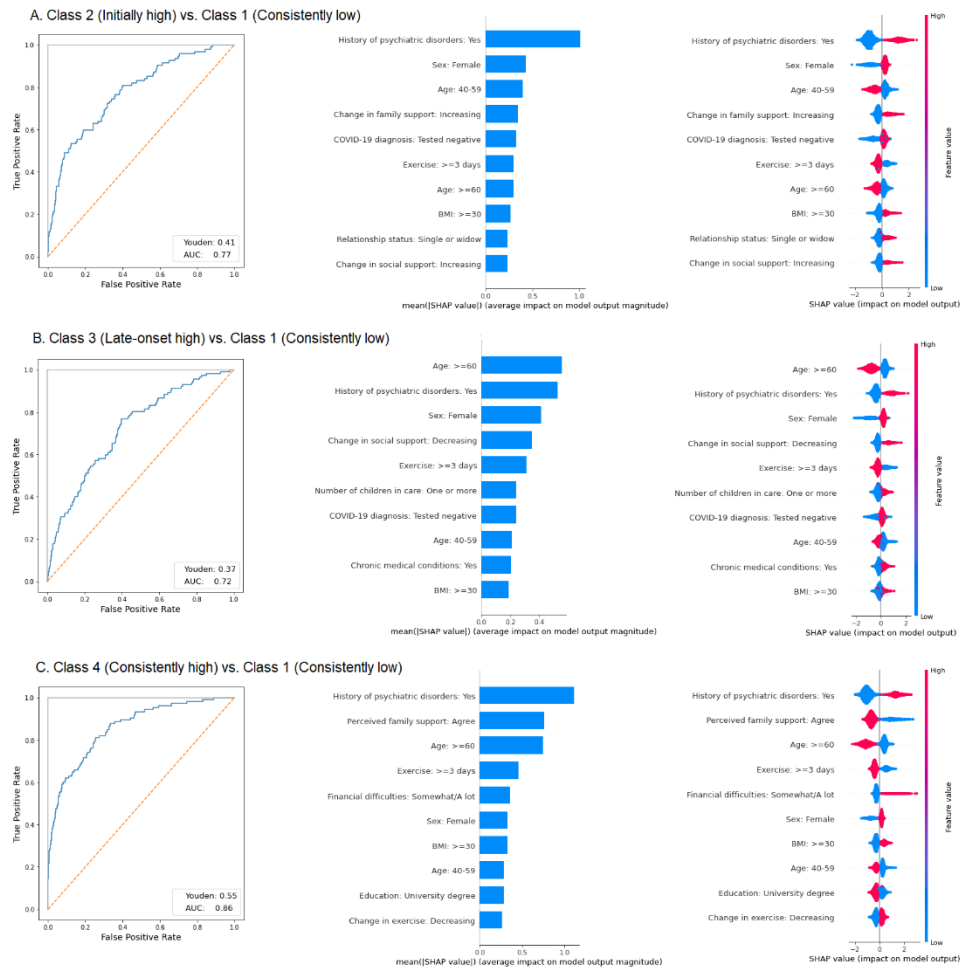 A. Class 2 (Initially high) vs. Class 1 (Consistently low)
True Positive Rate
1.0
0.8
0.6
0.4
0.2
0.0
Youden: 0.41
AUC: 0.77
0.0 0.2 0.4 0.6 0.8 1.0
False Positive Rate
History of psychiatric disorders: Yes
Sex: Female
Age: 40-59
Change in family support: Increasing
COVID-19 diagnosis: Tested negative
Exercise: >=3 days
Age: >=60
BMI: >=30
Relationship status: Single or widow
Change in social support: Increasing
0.0 0.5 1.0
mean(|SHAP value|) (average impact on model output magnitude)
History of psychiatric disorders: Yes
Sex: Female
Age: 40-59
Change in family support: Increasing
COVID-19 diagnosis: Tested negative
Exercise: >=3 days
Age: >=60
BMI: >=30
Relationship status: Single or widow
Change in social support: Increasing
−2 0 2
SHAP value (impact on model output)
High
Feature value
Low
B. Class 3 (Late-onset high) vs. Class 1 (Consistently low)
True Positive Rate
1.0
0.8
0.6
0.4
0.2
0.0
Youden: 0.37
AUC: 0.72
0.0 0.2 0.4 0.6 0.8 1.0
False Positive Rate
Age: >=60
History of psychiatric disorders: Yes
Sex: Female
Change in social support: Decreasing
Exercise: >=3 days
Number of children in care: One or more
COVID-19 diagnosis: Tested negative
Age: 40-59
Chronic medical conditions: Yes
BMI: >=30
0.0 0.2 0.4
mean(|SHAP value|) (average impact on model output magnitude)
Age: >=60
History of psychiatric disorders: Yes
Sex: Female
Change in social support: Decreasing
Exercise: >=3 days
Number of children in care: One or more
COVID-19 diagnosis: Tested negative
Age: 40-59
Chronic medical conditions: Yes
BMI: >=30
−2 0 2
SHAP value (impact on model output)
High
Feature value
Low
C. Class 4 (Consistently high) vs. Class 1 (Consistently low)
True Positive Rate
1.0
0.8
0.6
0.4
0.2
0.0
Youden: 0.55
AUC: 0.86
0.0 0.2 0.4 0.6 0.8 1.0
False Positive Rate
History of psychiatric disorders: Yes
Perceived family support: Agree
Age: >=60
Exercise: >=3 days
Financial difficulties: Somewhat/A lot
Sex: Female
BMI: >=30
Age: 40-59
Education: University degree
Change in exercise: Decreasing
0.0 0.5 1.0
mean(|SHAP value|) (average impact on model output magnitude)
History of psychiatric disorders: Yes
Perceived family support: Agree
Age: >=60
Exercise: >=3 days
Financial difficulties: Somewhat/A lot
Sex: Female
BMI: >=30
Age: 40-59
Education: University degree
Change in exercise: Decreasing
−2 0 2
SHAP value (impact on model output)
High
Feature value
Low